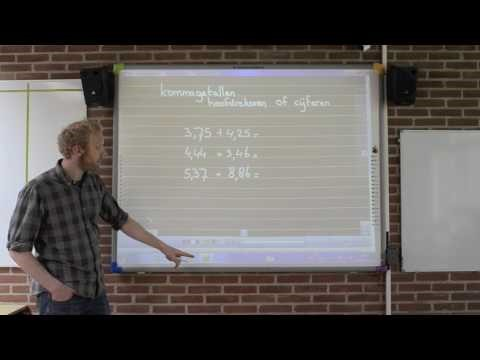 kommagetallen
hoofdrekenen of cijferen
3,75 + 4,25 =
4,44 + 3,46 =
5,37 + 8,86 =